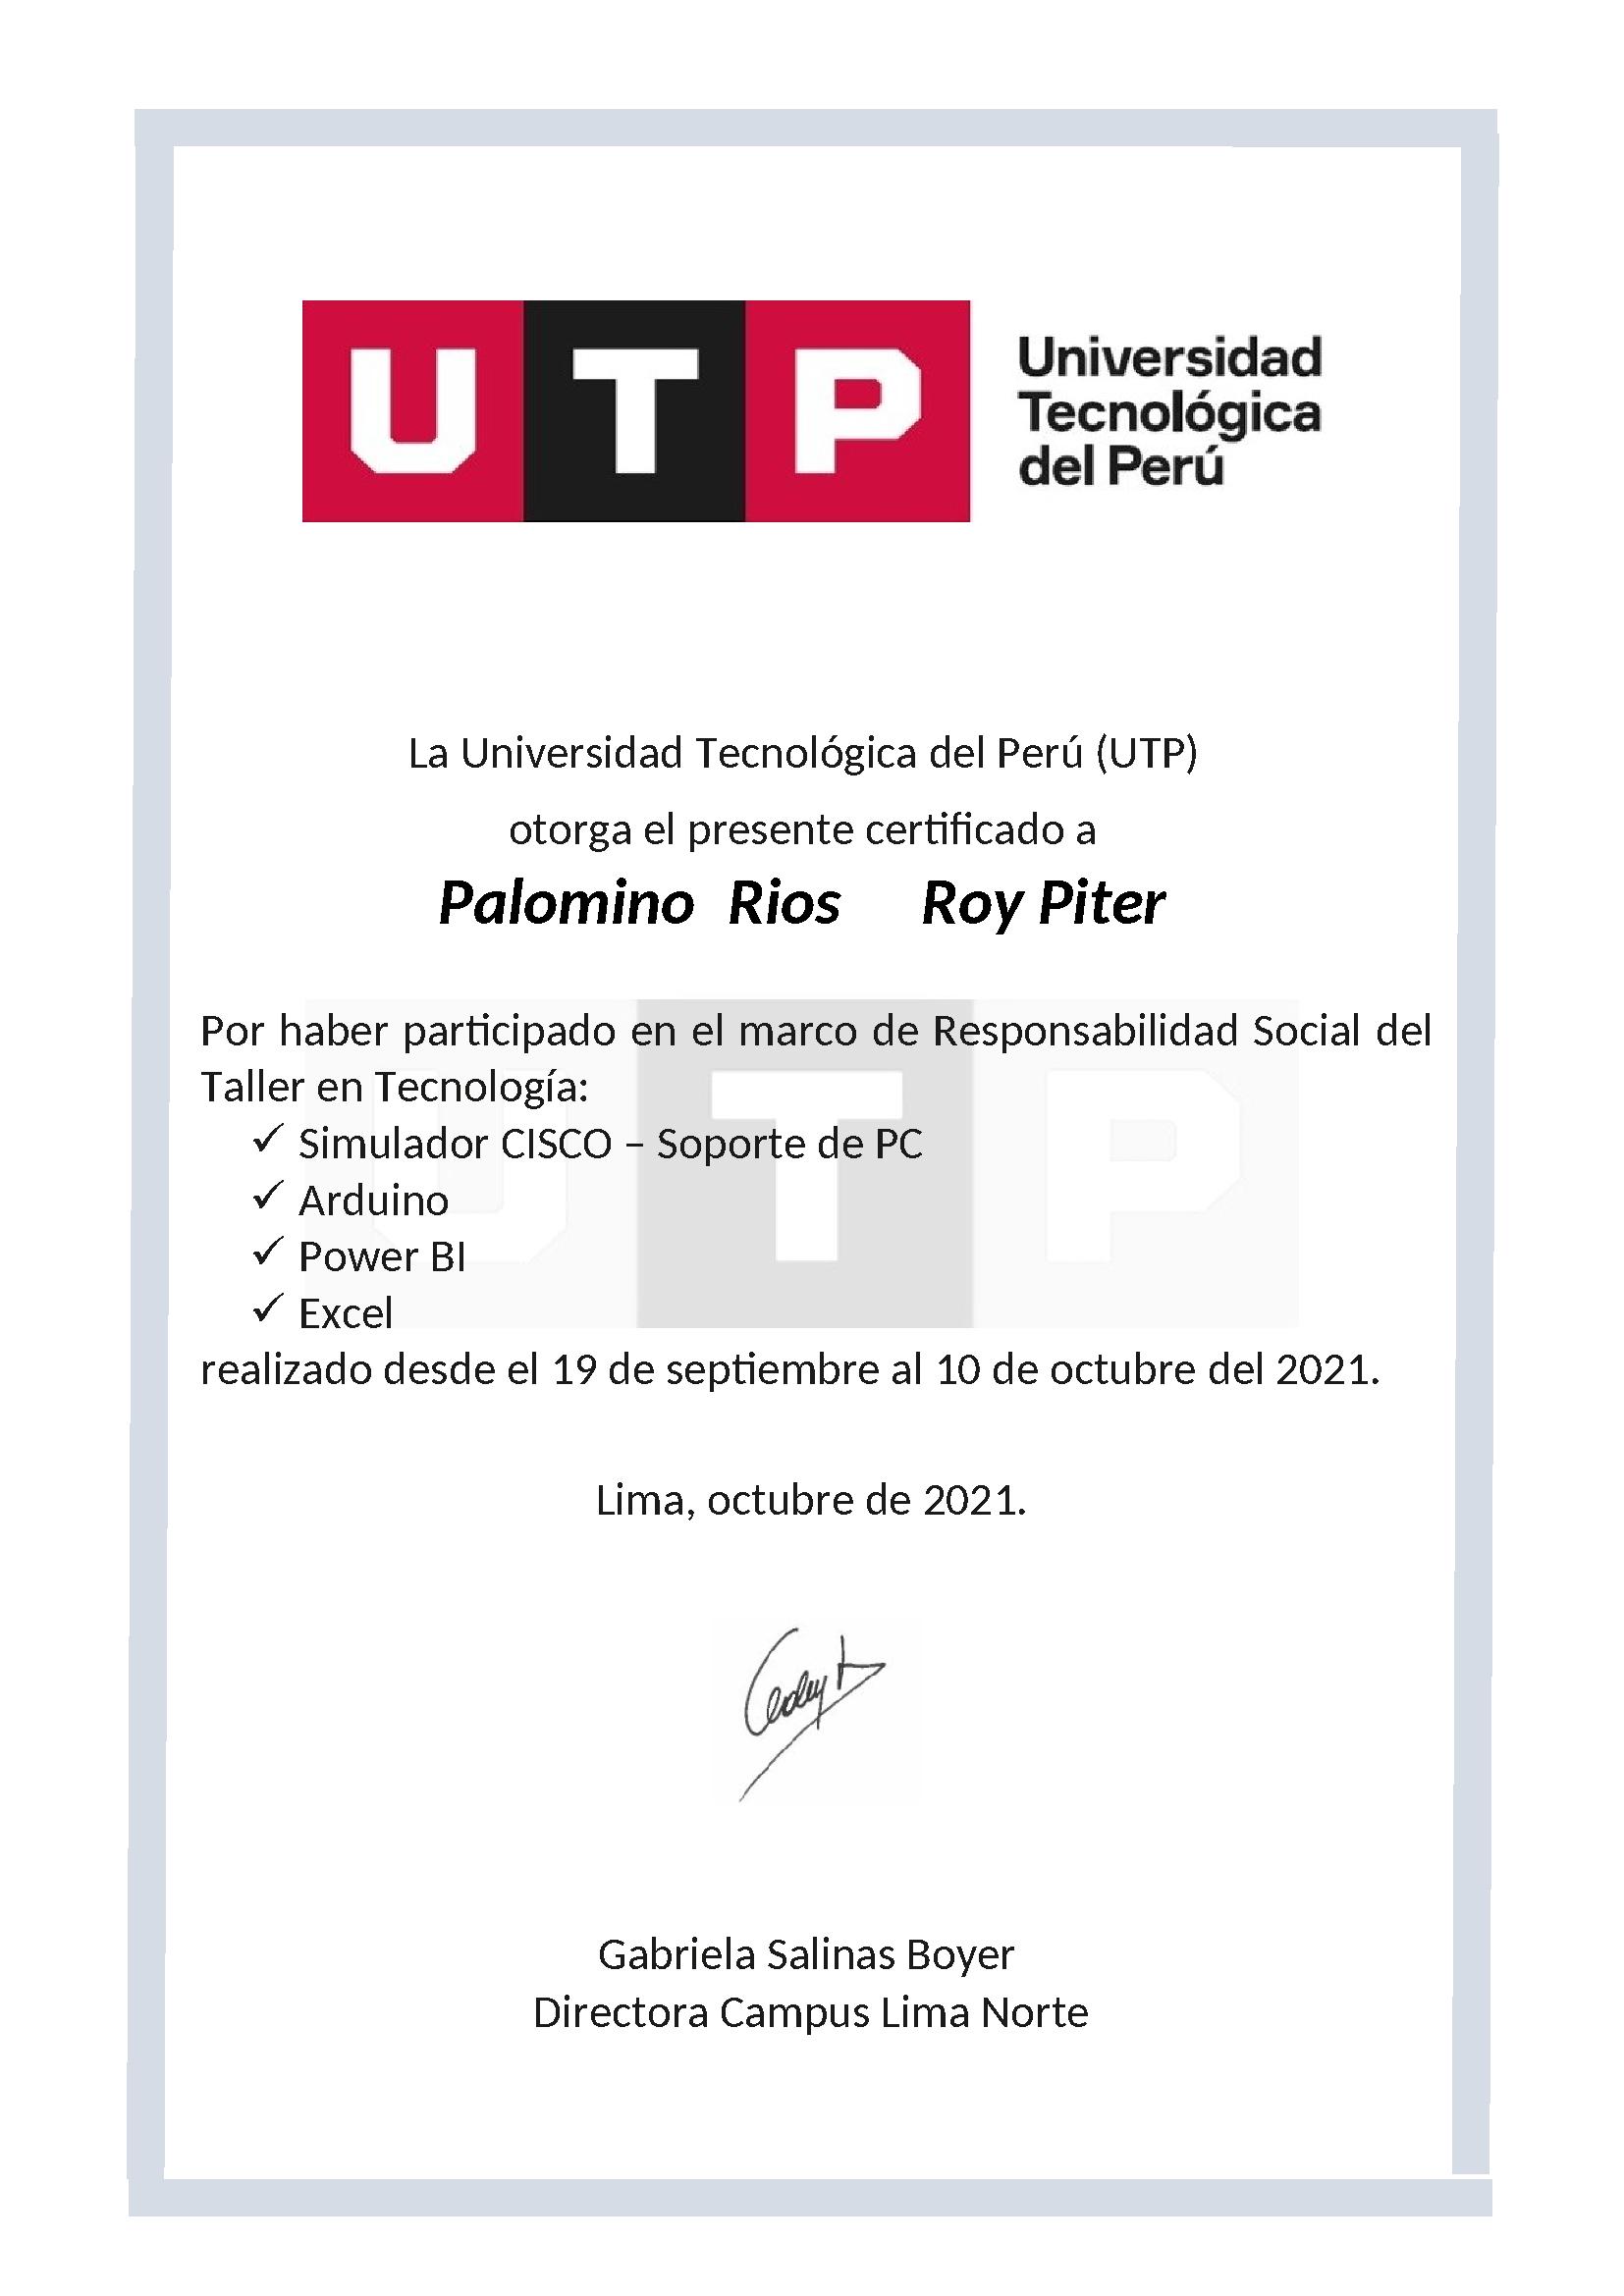 UTP
Universidad
Tecnológica
del Perú
La Universidad Tecnológica del Perú (UTP)
otorga el presente certificado a
Palomino Rios Roy Piter
Por haber participado en el marco de Responsabilidad Social del
Taller en Tecnología:
✓ Simulador CISCO – Soporte de PC
✓ Arduino
✓ Power BI
✓ Excel
realizado desde el 19 de septiembre al 10 de octubre del 2021.
Lima, octubre de 2021.
Gabriela Salinas Boyer
Directora Campus Lima Norte